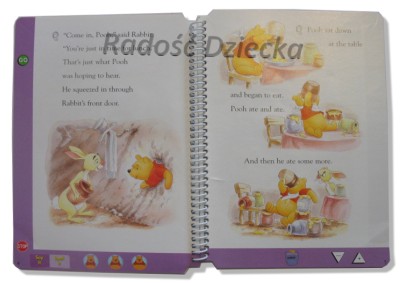 Radość Dziecka
GO
"Come in, Pooh," said Rabbit.
"You're just in time for lunch."
That's just what Pooh
was hoping to hear.
He squeezed in through
Rabbit's front door.
STOP
Pooh sat down
at the table
and began to eat.
Pooh ate and ate.
And then he ate some more.